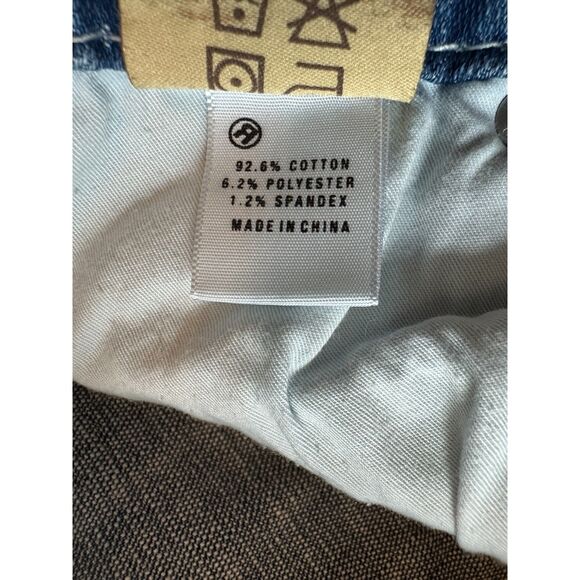 92.6% COTTON
6.2% POLYESTER
1.2% SPANDEX
MADE IN CHINA